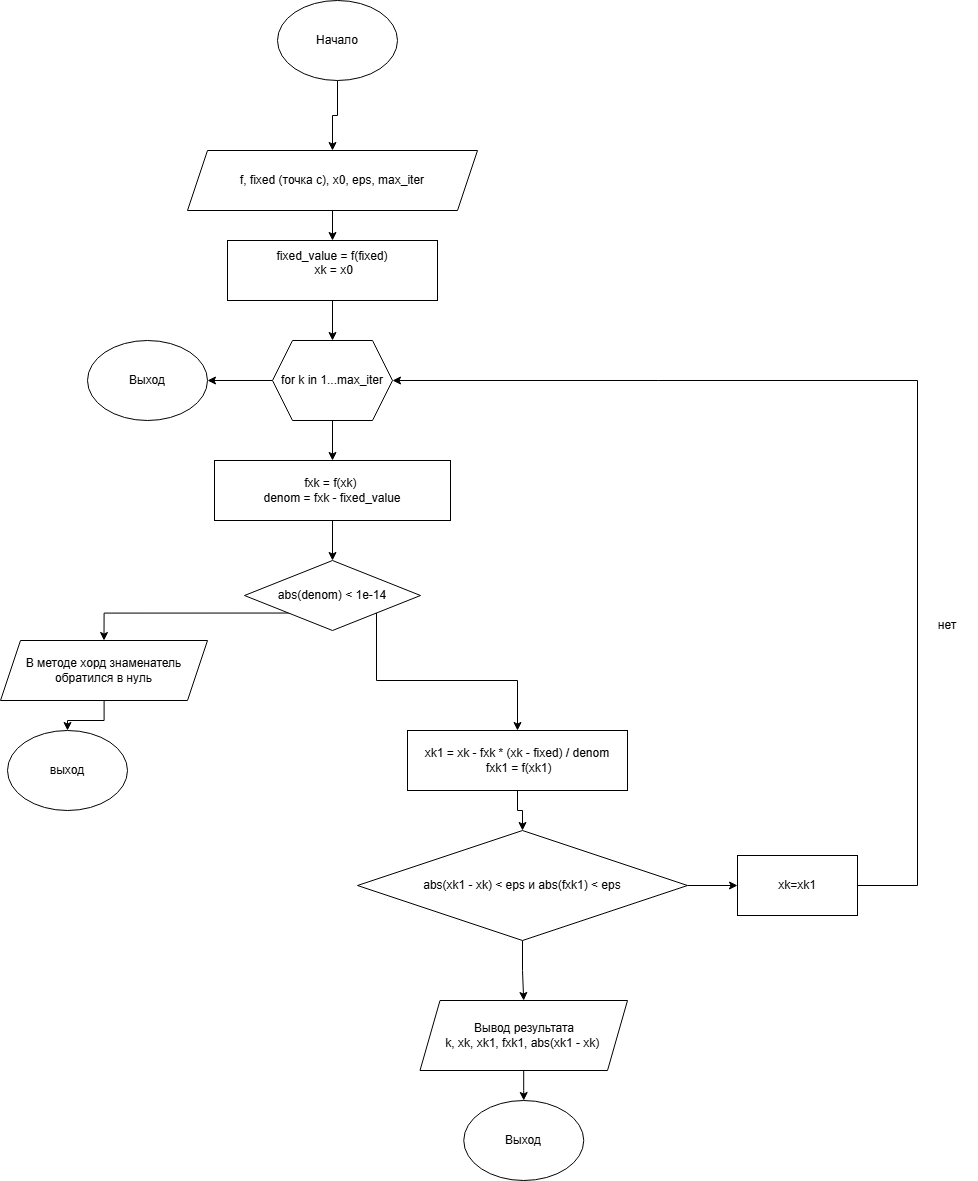 Начало
f, fixed (точка c), x0, eps, max_iter
fixed_value = f(fixed)
xk = x0
Выход
for k in 1...max_iter
fxk = f(xk)
denom = fxk - fixed_value
abs(denom) < 1e-14
нет
В методе хорд знаменатель
обратился в нуль
выход
xk1 = xk - fxk * (xk - fixed) / denom
fxk1 = f(xk1)
abs(xk1 - xk) < eps и abs(fxk1) < eps
xk=xk1
Вывод результата
k, xk, xk1, fxk1, abs(xk1 - xk)
Выход